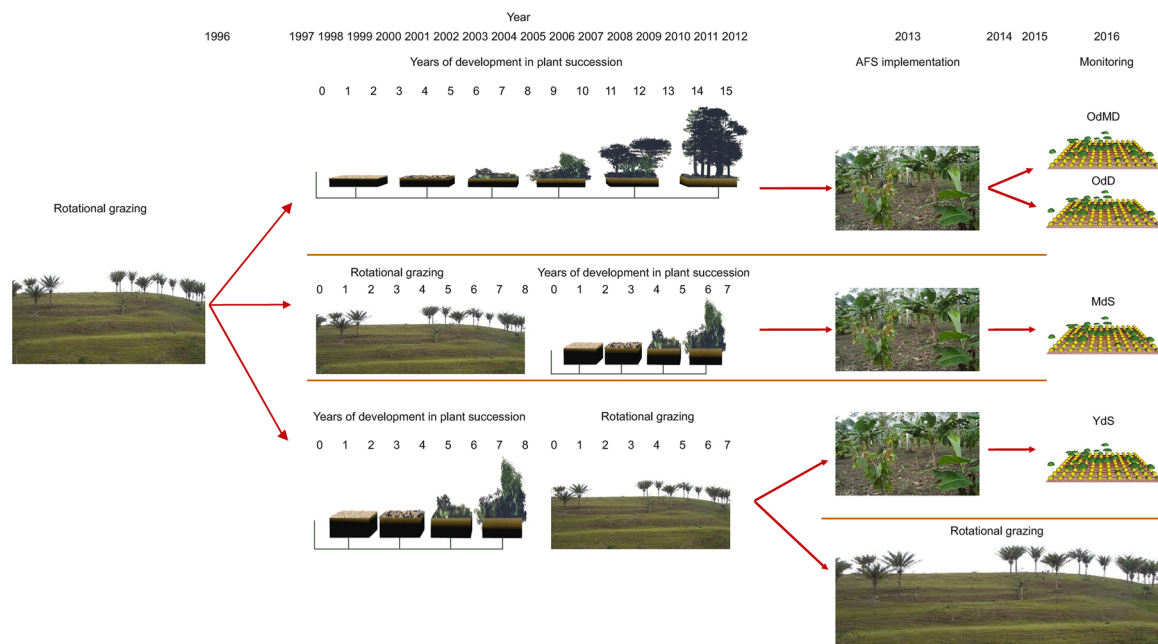 Year
1996 1997 1998 1999 2000 2001 2002 2003 2004 2005 2006 2007 2008 2009 2010 2011 2012 2013 2014 2015 2016
Years of development in plant succession AFS implementation Monitoring
0 1 2 3 4 5 6 7 8 9 10 11 12 13 14 15
OdMD
OdD
Rotational grazing
Rotational grazing Years of development in plant succession
0 1 2 3 4 5 6 7 8 0 1 2 3 4 5 6 7
MdS
Years of development in plant succession Rotational grazing YdS
0 1 2 3 4 5 6 7 8 0 1 2 3 4 5 6 7
Rotational grazing